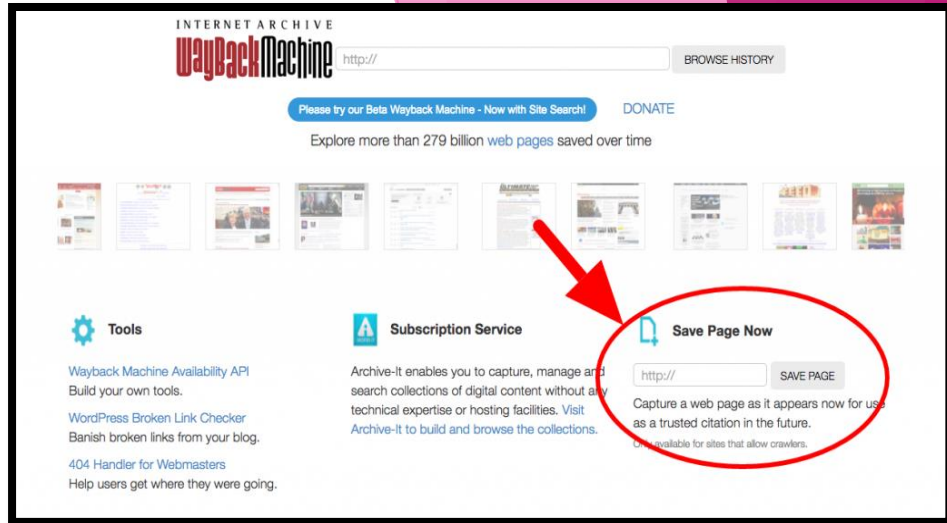 INTERNET ARCHIVE
WayBackMachine
http://
BROWSE HISTORY
Please try our Beta Wayback Machine - Now with Site Search!
DONATE
Explore more than 279 billion web pages saved over time
Tools
Wayback Machine Availability API
Build your own tools.
WordPress Broken Link Checker
Banish broken links from your blog.
404 Handler for Webmasters
Help users get where they were going.
Subscription Service
Archive-It enables you to capture, manage and
search collections of digital content without any
technical expertise or hosting facilities. Visit
Archive-It to build and browse the collections.
Save Page Now
http://
SAVE PAGE
Capture a web page as it appears now for use
as a trusted citation in the future.
Only available for sites that allow crawlers.